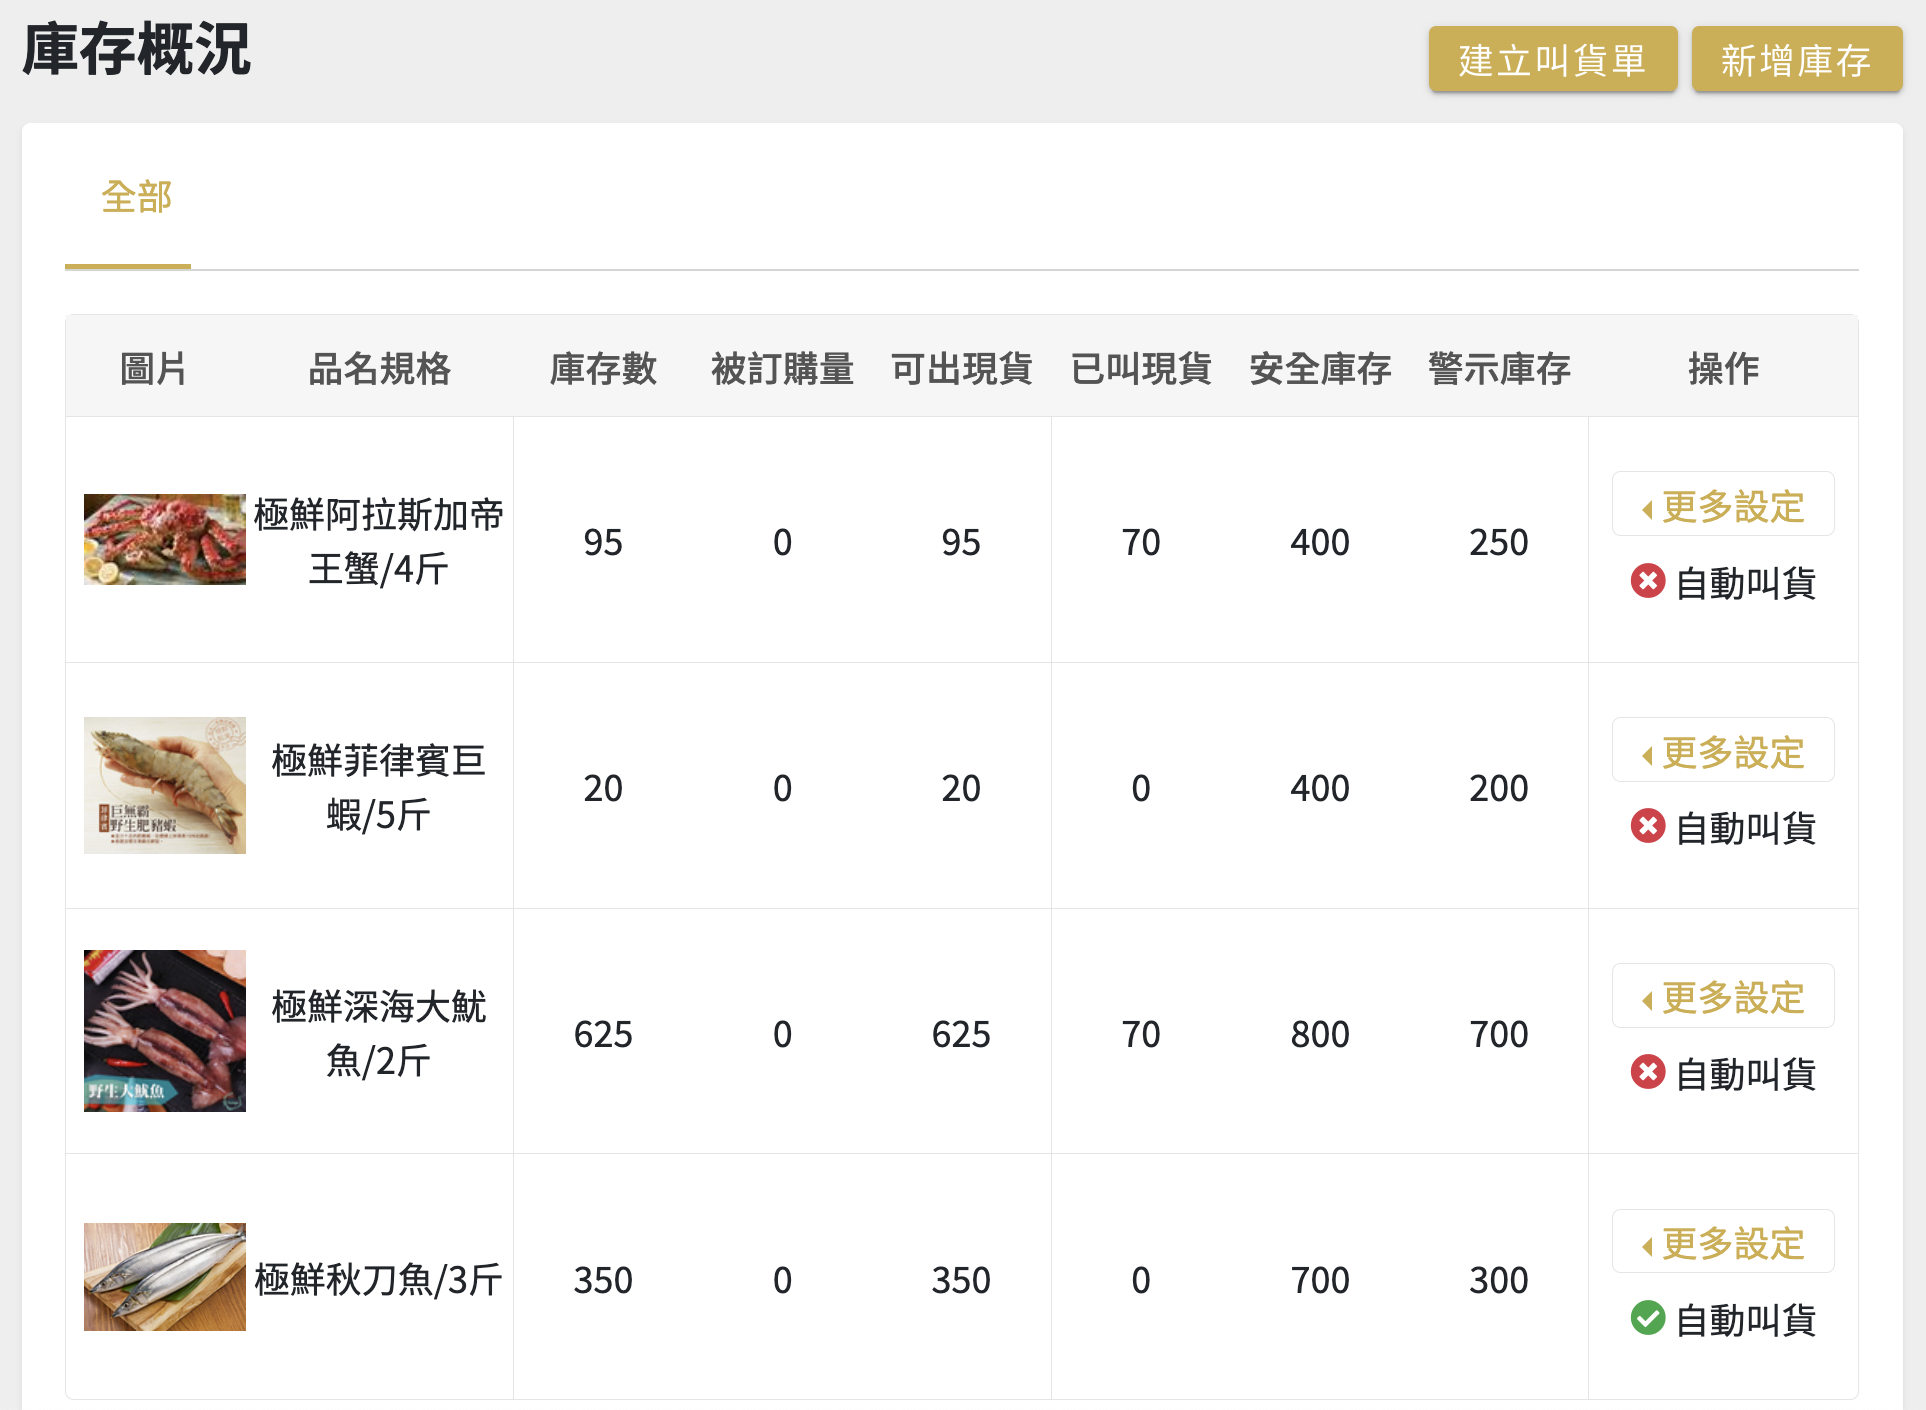 庫存概況
建立叫貨單 新增庫存
全部
圖片 品名規格 庫存數 被訂購量 可出現貨 已叫現貨 安全庫存 警示庫存 操作
極鮮阿拉斯加帝
王蟹/4斤
95 0 95 70 400 250
更多設定
自動叫貨
巨無霸
野生肥豬蝦
極鮮菲律賓巨
蝦/5斤
20 0 20 0 400 200
更多設定
自動叫貨
野生大魷魚
極鮮深海大魷
魚/2斤
625 0 625 70 800 700
更多設定
自動叫貨
極鮮秋刀魚/3斤
350 0 350 0 700 300
更多設定
自動叫貨